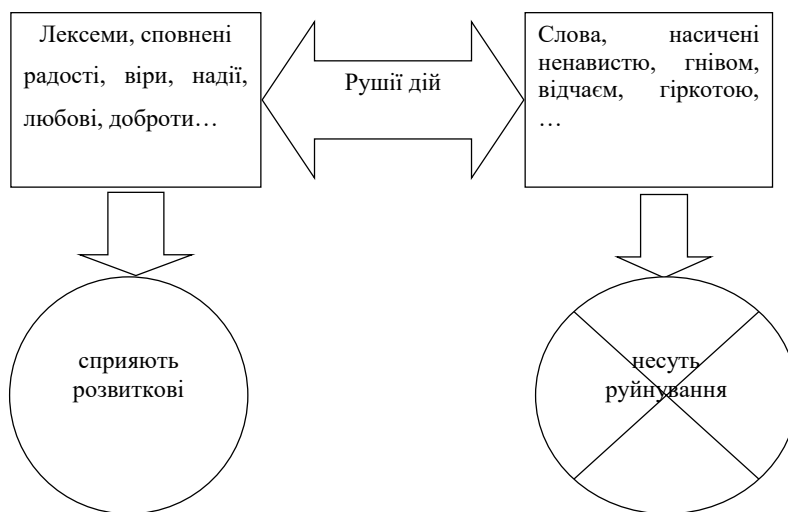 Лексеми, сповнені
радості, віри, надії,
любові, доброти…
Рушії дій
Слова, насичені
ненавистю, гнівом,
відчаєм, гіркотою,
…
сприяють
розвиткові
несуть
руйнування